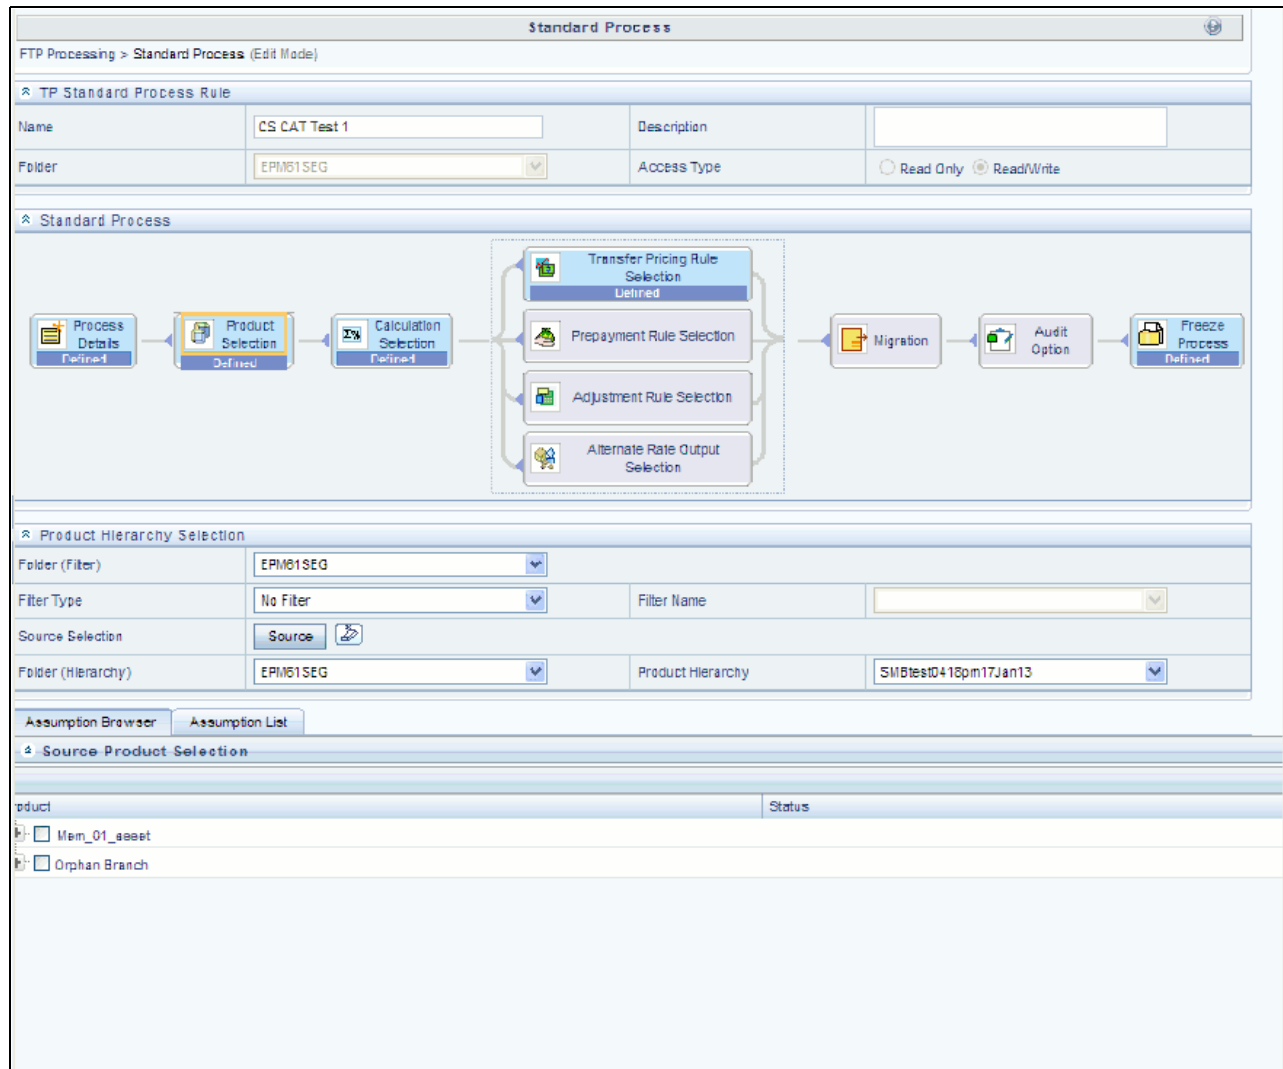 Standard Process
FTP Processing > Standard Process (Edit Mode)
TP Standard Process Rule
Name
CS CAT Test 1
Description
Folder
EPM61SEG
Access Type
Read Only
Read/Write
Standard Process
Process Details
Defined
Product Selection
Defined
Σ%
Calculation Selection
Defined
Transfer Pricing Rule Selection
Defined
Prepayment Rule Selection
Adjustment Rule Selection
Alternate Rate Output Selection
Migration
Audit Option
Freeze Process
Defined
Product Hierarchy Selection
Folder (Filter)
EPM61SEG
Filter Type
No Filter
Filter Name
Source Selection
Source
Folder (Hierarchy)
EPM61SEG
Product Hierarchy
SMBtest0418pm17Jan13
Assumption Browser
Assumption List
Source Product Selection
oduct
Status
Mem_01_asset
Orphan Branch